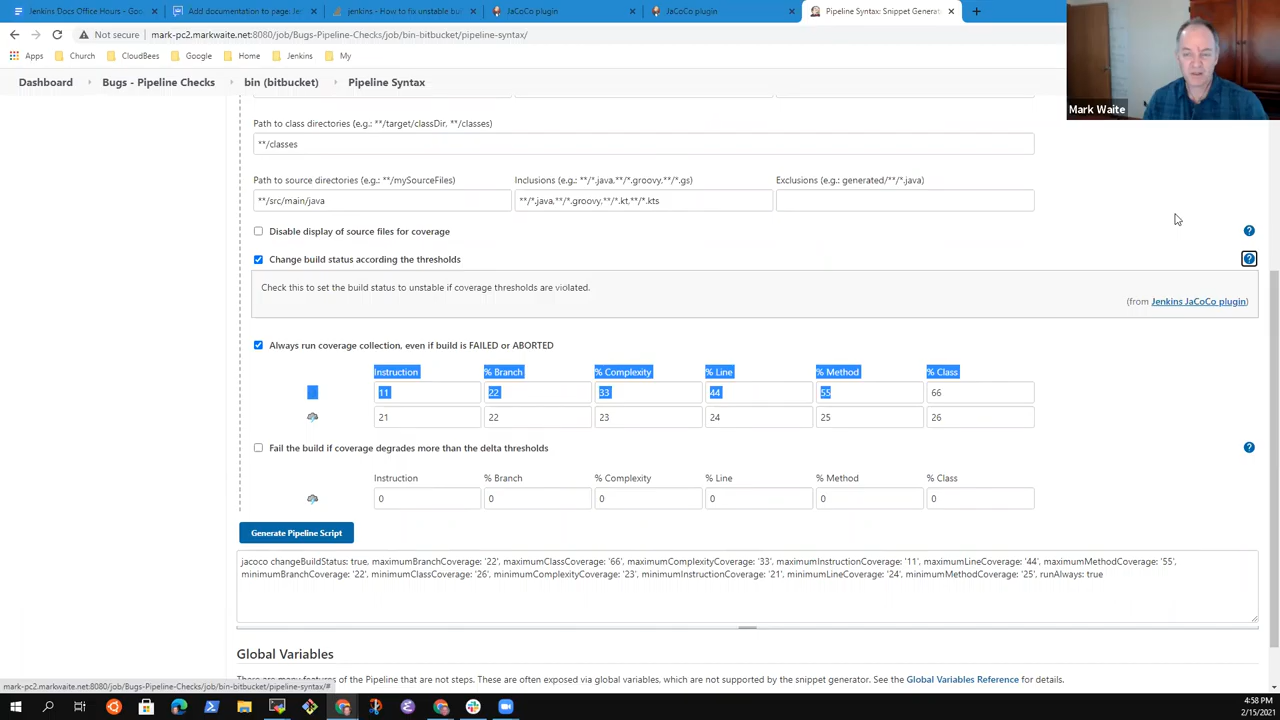 Jenkins Docs Office Hours - Goo
Add documentation to page: Je
jenkins - How to fix unstable bu
JaCoCo plugin
JaCoCo plugin
Pipeline Syntax: Snippet Generat
Not secure
mark-pc2.markwaite.net:8080/job/Bugs-Pipeline-Checks/job/bin-bitbucket/pipeline-syntax/
Apps Church CloudBees Google Home Jenkins My
Dashboard Bugs - Pipeline Checks bin (bitbucket) Pipeline Syntax
Mark Waite
Path to class directories (e.g.: **/target/classDir, **/classes)
**/classes
Path to source directories (e.g.: **/mySourceFiles) Inclusions (e.g.: **/*.java,**/*.groovy,**/*.gs) Exclusions (e.g.: generated/**/*.java)
**/src/main/java **/*.java,**/*.groovy,**/*.kt,**/*.kts
Disable display of source files for coverage
Change build status according the thresholds
Check this to set the build status to unstable if coverage thresholds are violated.
(from Jenkins JaCoCo plugin)
Always run coverage collection, even if build is FAILED or ABORTED
Instruction % Branch % Complexity % Line % Method % Class
11 22 33 44 55 66
21 22 23 24 25 26
Fail the build if coverage degrades more than the delta thresholds
Instruction % Branch % Complexity % Line % Method % Class
0 0 0 0 0 0
Generate Pipeline Script
jacoco changeBuildStatus: true, maximumBranchCoverage: '22', maximumClassCoverage: '66', maximumComplexityCoverage: '33', maximumInstructionCoverage: '11', maximumLineCoverage: '44', maximumMethodCoverage: '55',
minimumBranchCoverage: '22', minimumClassCoverage: '26', minimumComplexityCoverage: '23', minimumInstructionCoverage: '21', minimumLineCoverage: '24', minimumMethodCoverage: '25', runAlways: true
Global Variables
There are many features of the Pipeline that are not steps. These are often exposed via global variables, which are not supported by the snippet generator. See the Global Variables Reference for details.
mark-pc2.markwaite.net:8080/job/Bugs-Pipeline-Checks/job/bin-bitbucket/pipeline-syntax/#
4:58 PM
2/15/2021